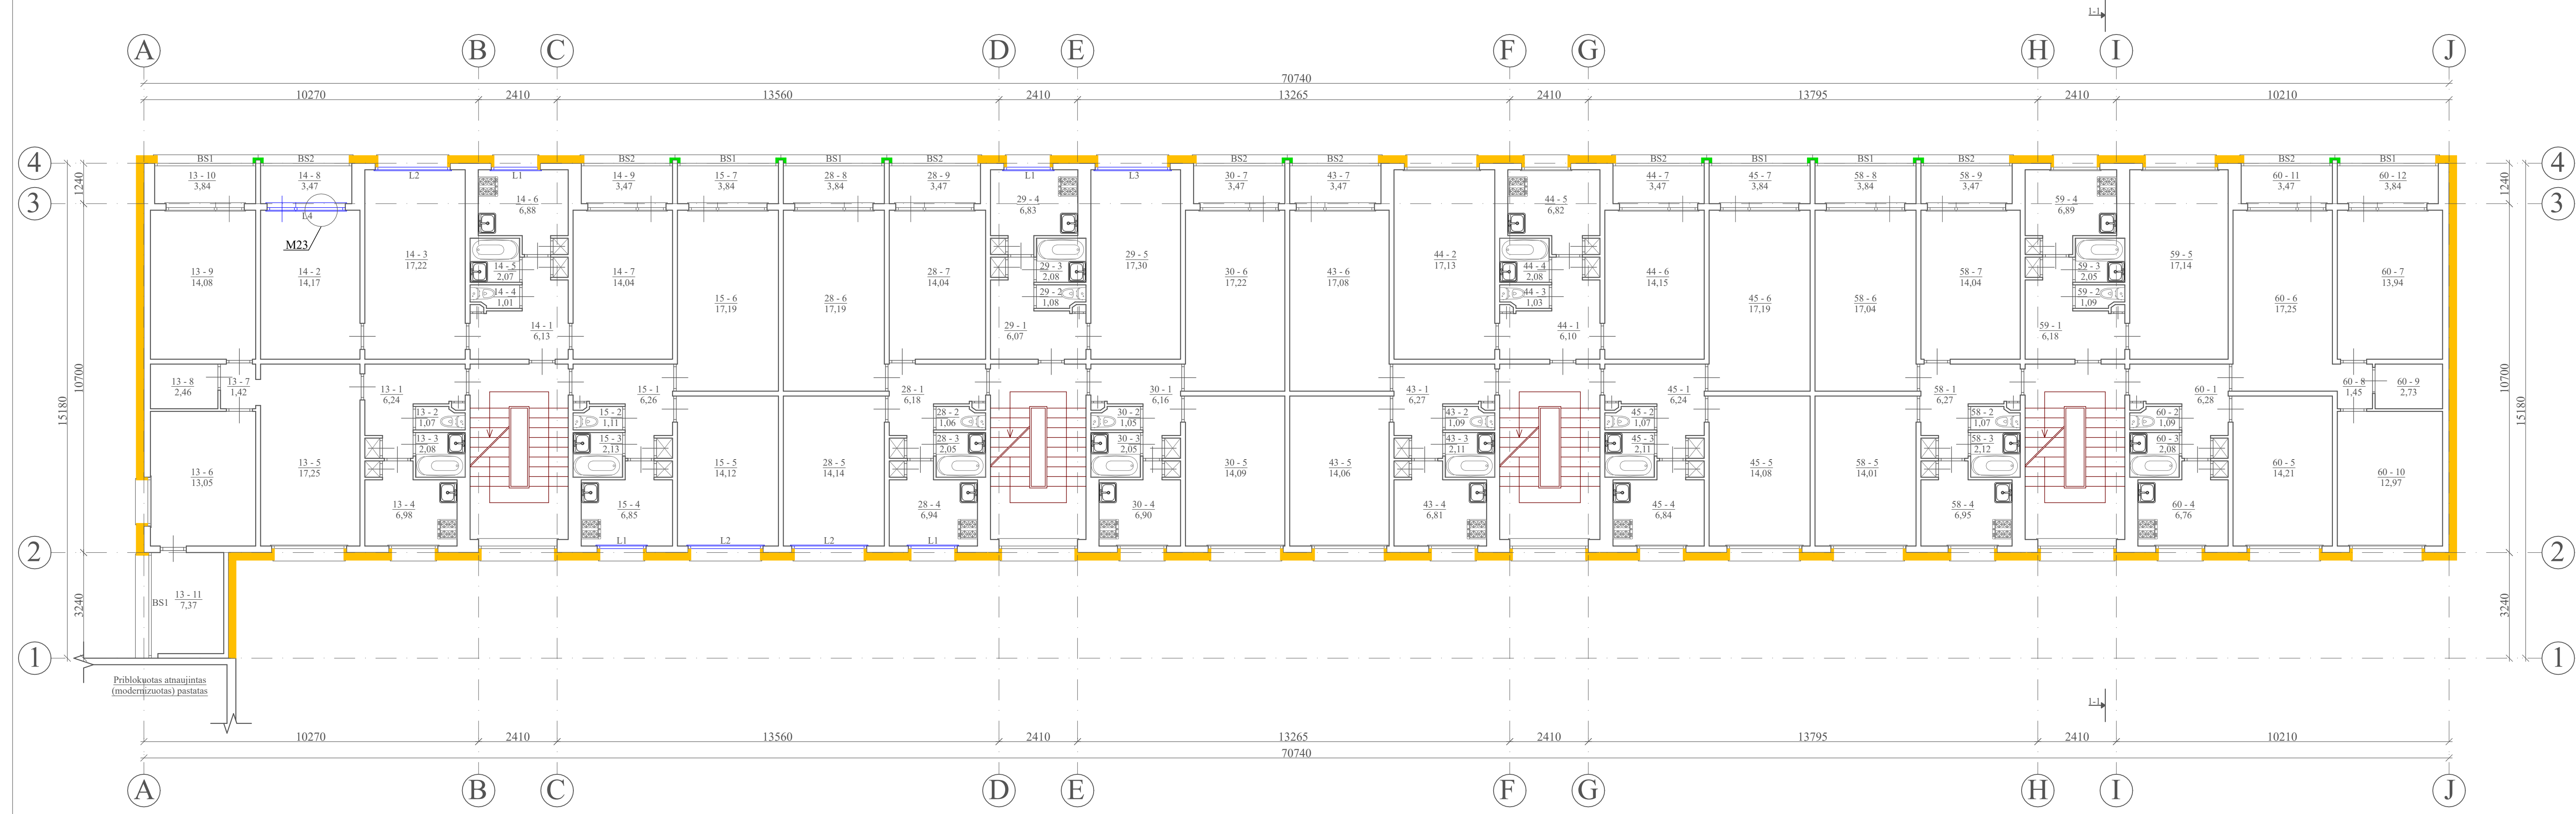 1-1
A B C D E F G H I J
70740
10270 2410 13560 2410 13265 2410 13795 2410 10210
4 4
BS1 BS2 BS2 BS1 BS1 BS2 BS2 BS2 BS2 BS1 BS1 BS2 BS2 BS1
L2 L1 L1 L3
1240 1240
13 - 10 14 - 8 14 - 9 15 - 7 28 - 8 28 - 9 30 - 7 43 - 7 44 - 7 45 - 7 58 - 8 58 - 9 60 - 11 60 - 12
3,84 3,47 3,47 3,84 3,84 3,47 3,47 3,47 3,47 3,84 3,84 3,47 3,47 3,84
3 3
14 - 6 29 - 4 44 - 5 59 - 4
6,88 6,83 6,82 6,89
L4
M23
14 - 3 29 - 5 44 - 2 59 - 5
17,22 17,30 17,13 17,14
13 - 9 14 - 2 14 - 5 14 - 7 28 - 7 29 - 3 30 - 6 43 - 6 44 - 4 44 - 6 58 - 7 59 - 3 60 - 7
14,08 14,17 2,07 14,04 14,04 2,08 17,22 17,08 2,08 14,15 14,04 2,05 13,94
14 - 4 15 - 6 28 - 6 29 - 2 44 - 3 45 - 6 58 - 6 59 - 2 60 - 6
1,01 17,19 17,19 1,08 1,03 17,19 17,04 1,09 17,25
14 - 1 29 - 1 44 - 1 59 - 1
6,13 6,07 6,10 6,18
15180 10700 10700 15180
13 - 8 13 - 7 60 - 8 60 - 9
2,46 1,42 1,45 2,73
13 - 1 15 - 1 28 - 1 30 - 1 43 - 1 45 - 1 58 - 1 60 - 1
6,24 6,26 6,18 6,16 6,27 6,24 6,27 6,28
13 - 2 15 - 2 28 - 2 30 - 2 43 - 2 45 - 2 58 - 2 60 - 2
1,07 1,11 1,06 1,05 1,09 1,07 1,07 1,09
13 - 3 15 - 3 28 - 3 30 - 3 43 - 3 45 - 3 58 - 3 60 - 3
2,08 2,13 2,05 2,05 2,11 2,11 2,12 2,08
13 - 6 13 - 5 15 - 5 28 - 5 30 - 5 43 - 5 45 - 5 58 - 5 60 - 5 60 - 10
13,05 17,25 14,12 14,14 14,09 14,06 14,08 14,01 14,21 12,97
13 - 4 15 - 4 28 - 4 30 - 4 43 - 4 45 - 4 58 - 4 60 - 4
6,98 6,85 6,94 6,90 6,81 6,84 6,95 6,76
L1 L2 L2 L1
2 2
3240 3240
BS1
13 - 11
7,37
1 1
Priblokuotas atnaujintas
(modernizuotas) pastatas
1-1
10270 2410 13560 2410 13265 2410 13795 2410 10210
70740
A B C D E F G H I J